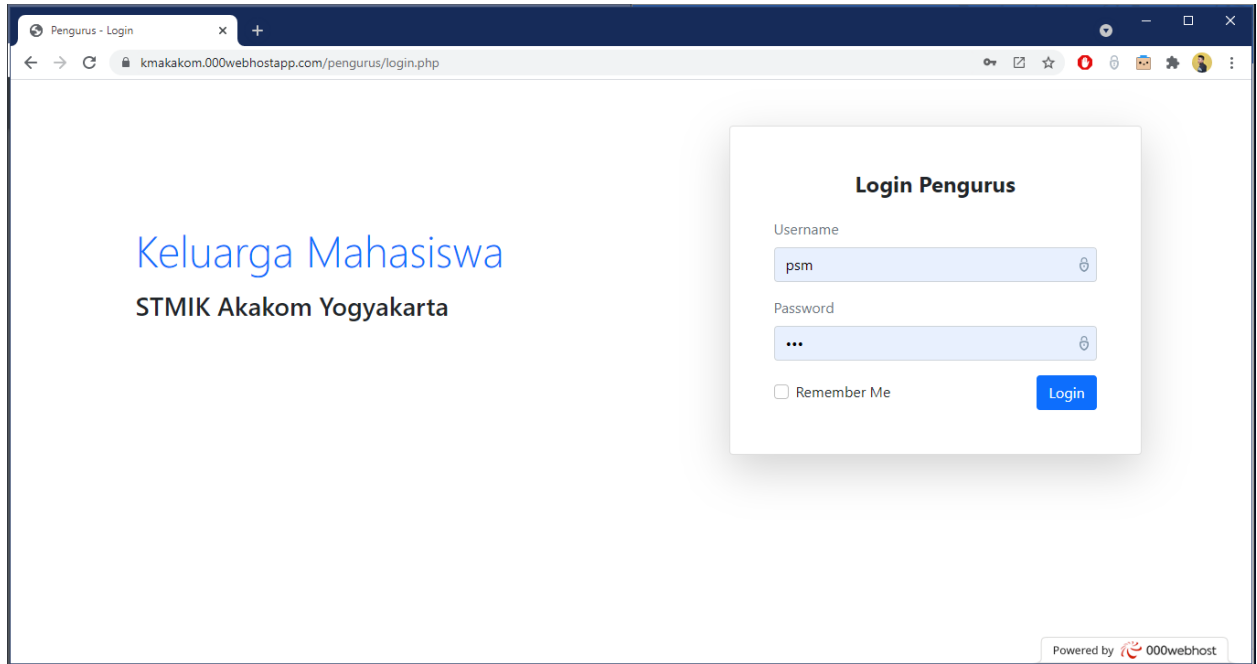 Pengurus - Login
kmakakom.000webhostapp.com/pengurus/login.php
Keluarga Mahasiswa
STMIK Akakom Yogyakarta
Login Pengurus
Username
psm
Password
•••
Remember Me
Login
Powered by 000webhost